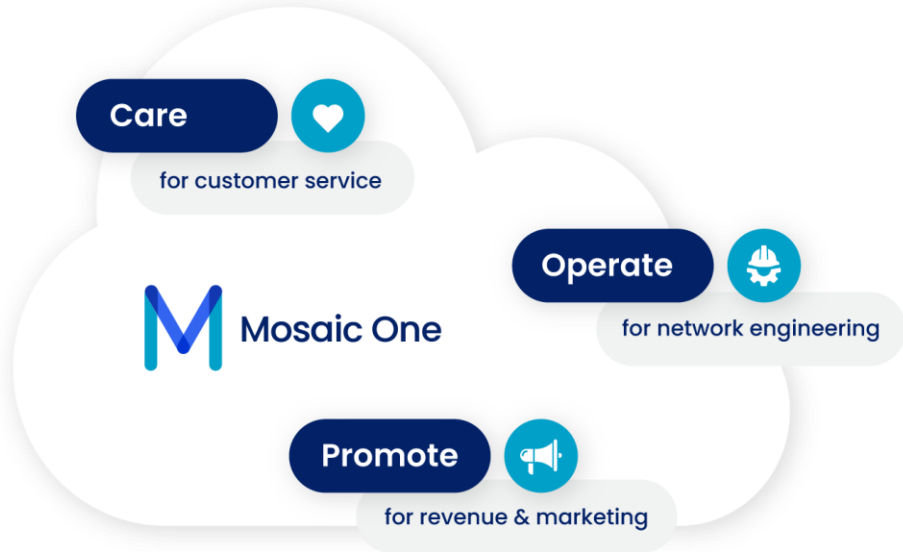 Care
for customer service
Operate
for network engineering
Mosaic One
Promote
for revenue & marketing